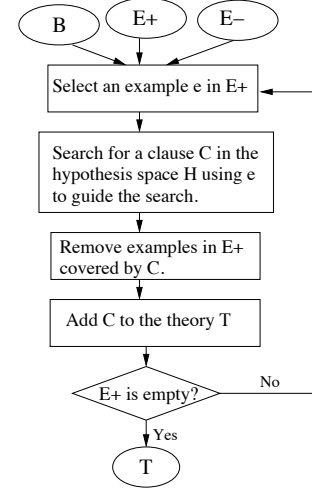 B
E+
E–
Select an example e in E+
Search for a clause C in the
hypothesis space H using e
to guide the search.
Remove examples in E+
covered by C.
Add C to the theory T
E+ is empty?
No
Yes
T